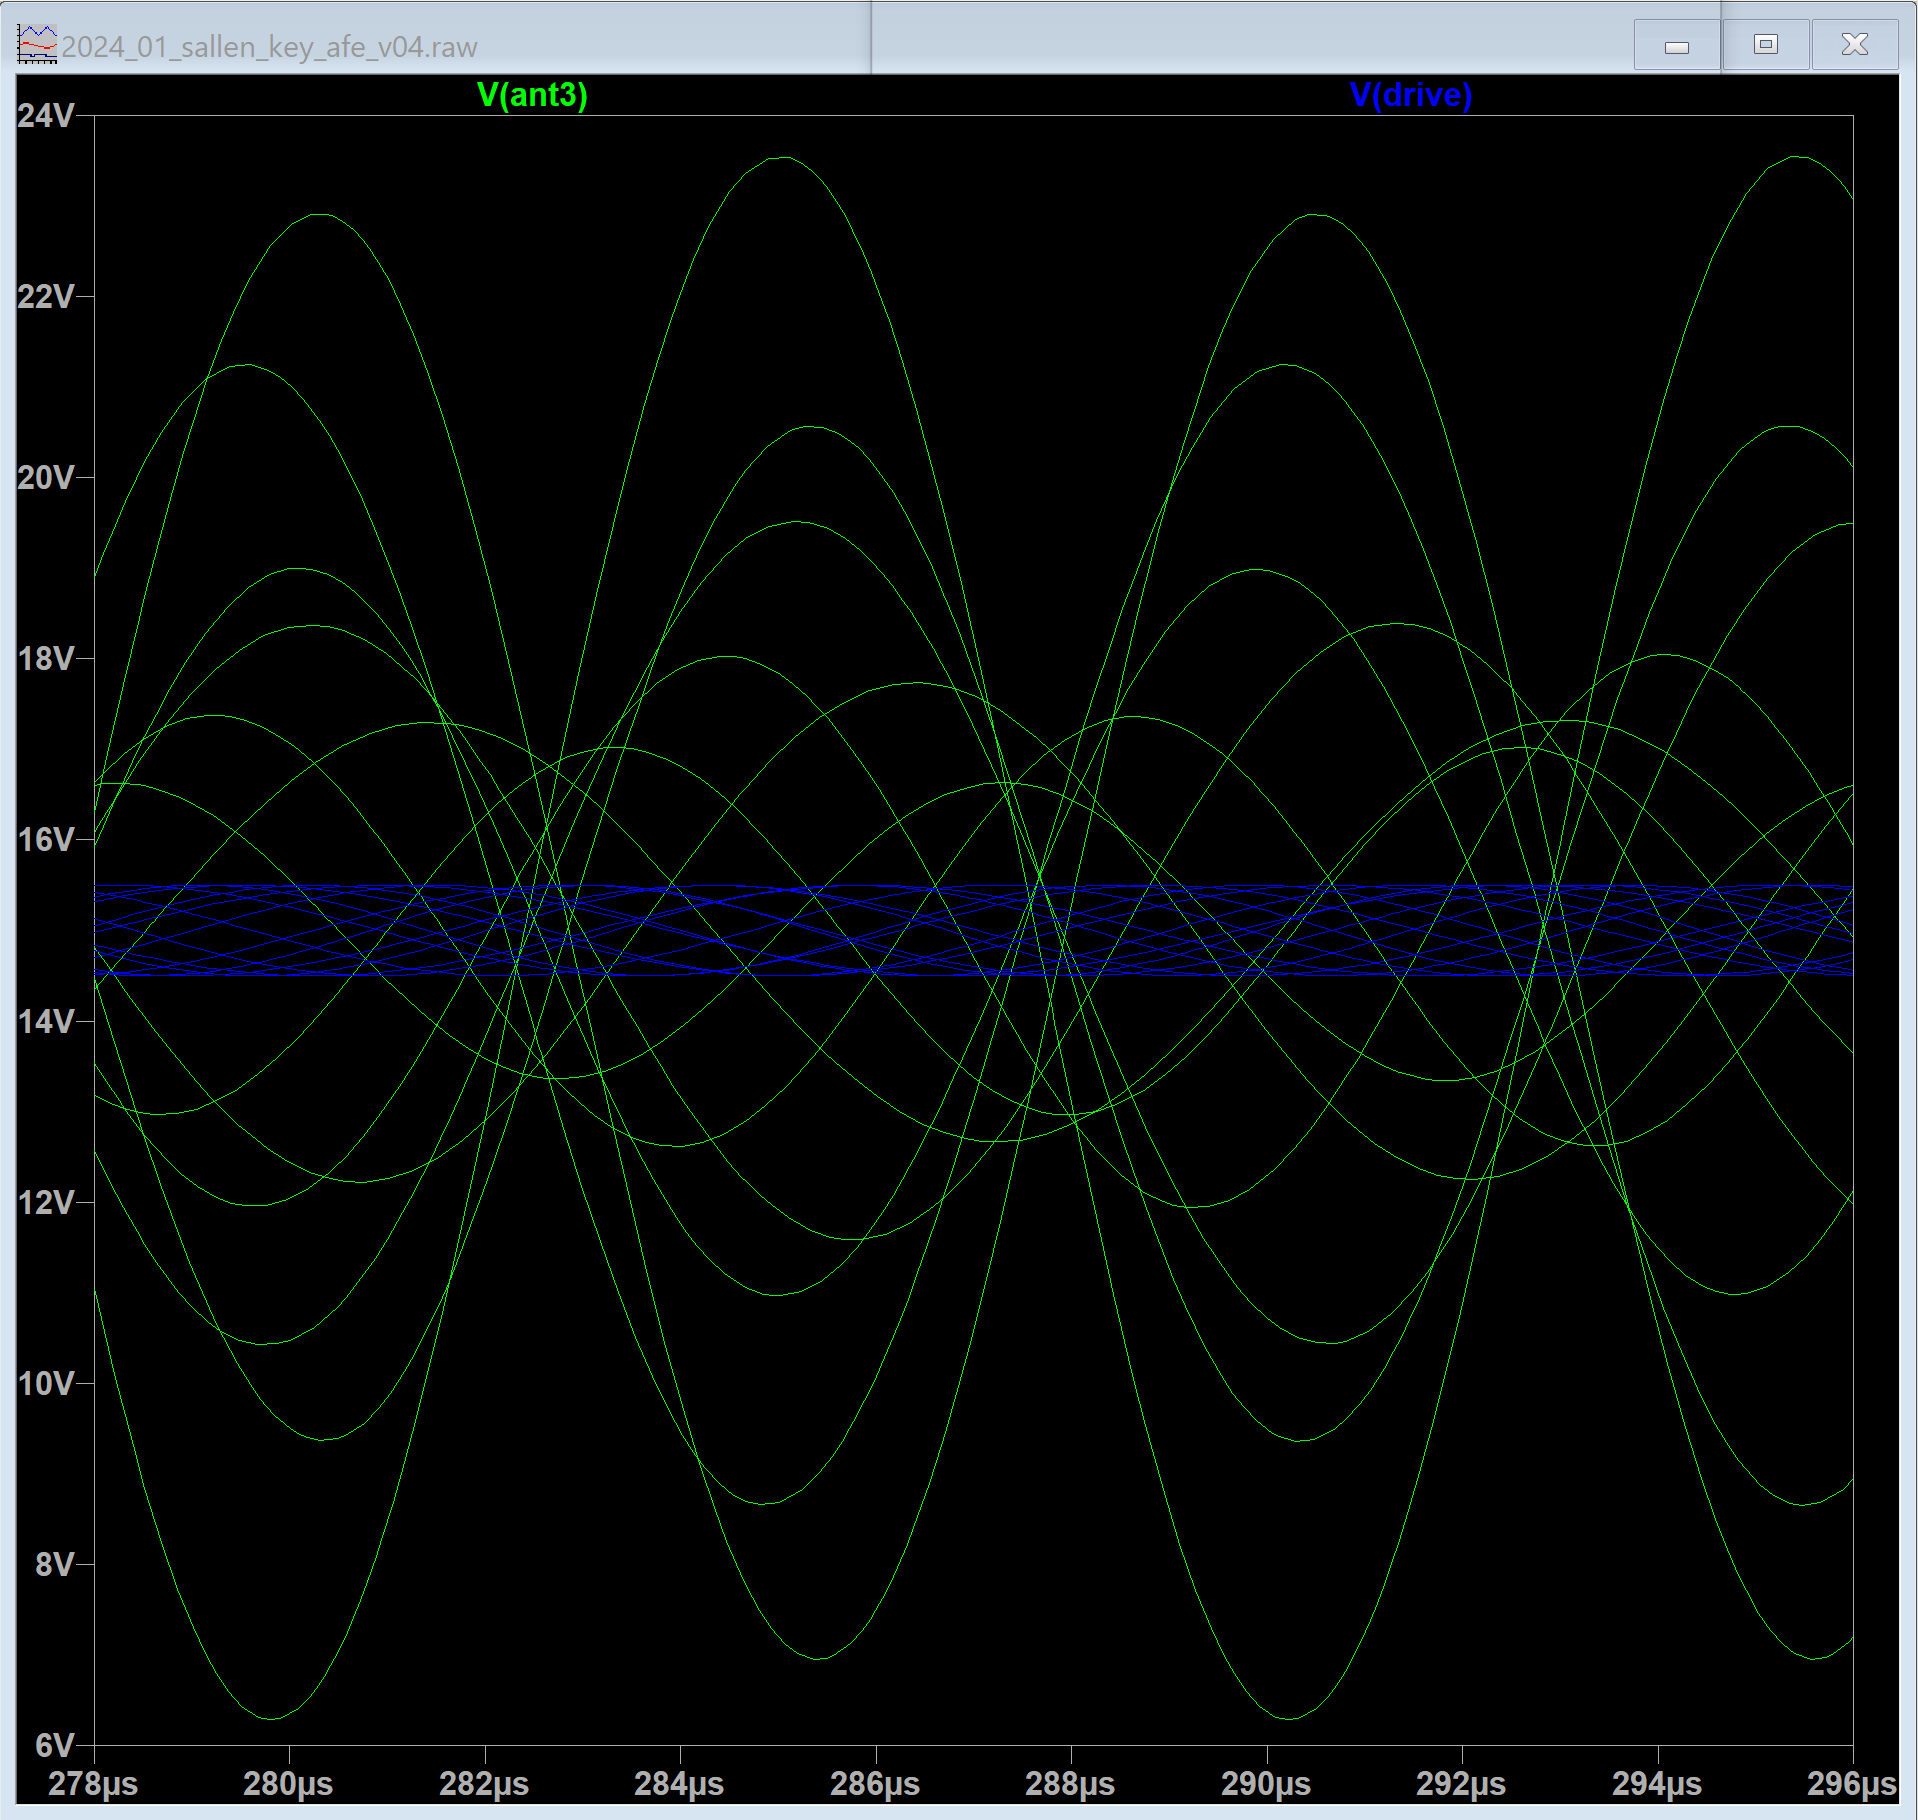 2024_01_sallen_key_afe_v04.raw
V(ant3) V(drive)
24V
22V
20V
18V
16V
14V
12V
10V
8V
6V
278µs 280µs 282µs 284µs 286µs 288µs 290µs 292µs 294µs 296µs